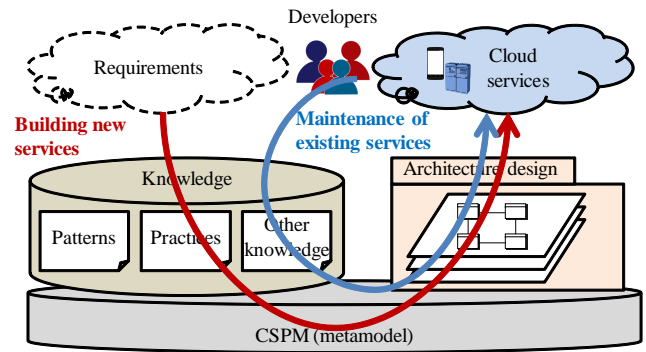 Developers
Requirements
Cloud
services
Building new
services
Maintenance of
existing services
Knowledge
Architecture design
Patterns
Practices
Other
knowledge
CSPM (metamodel)